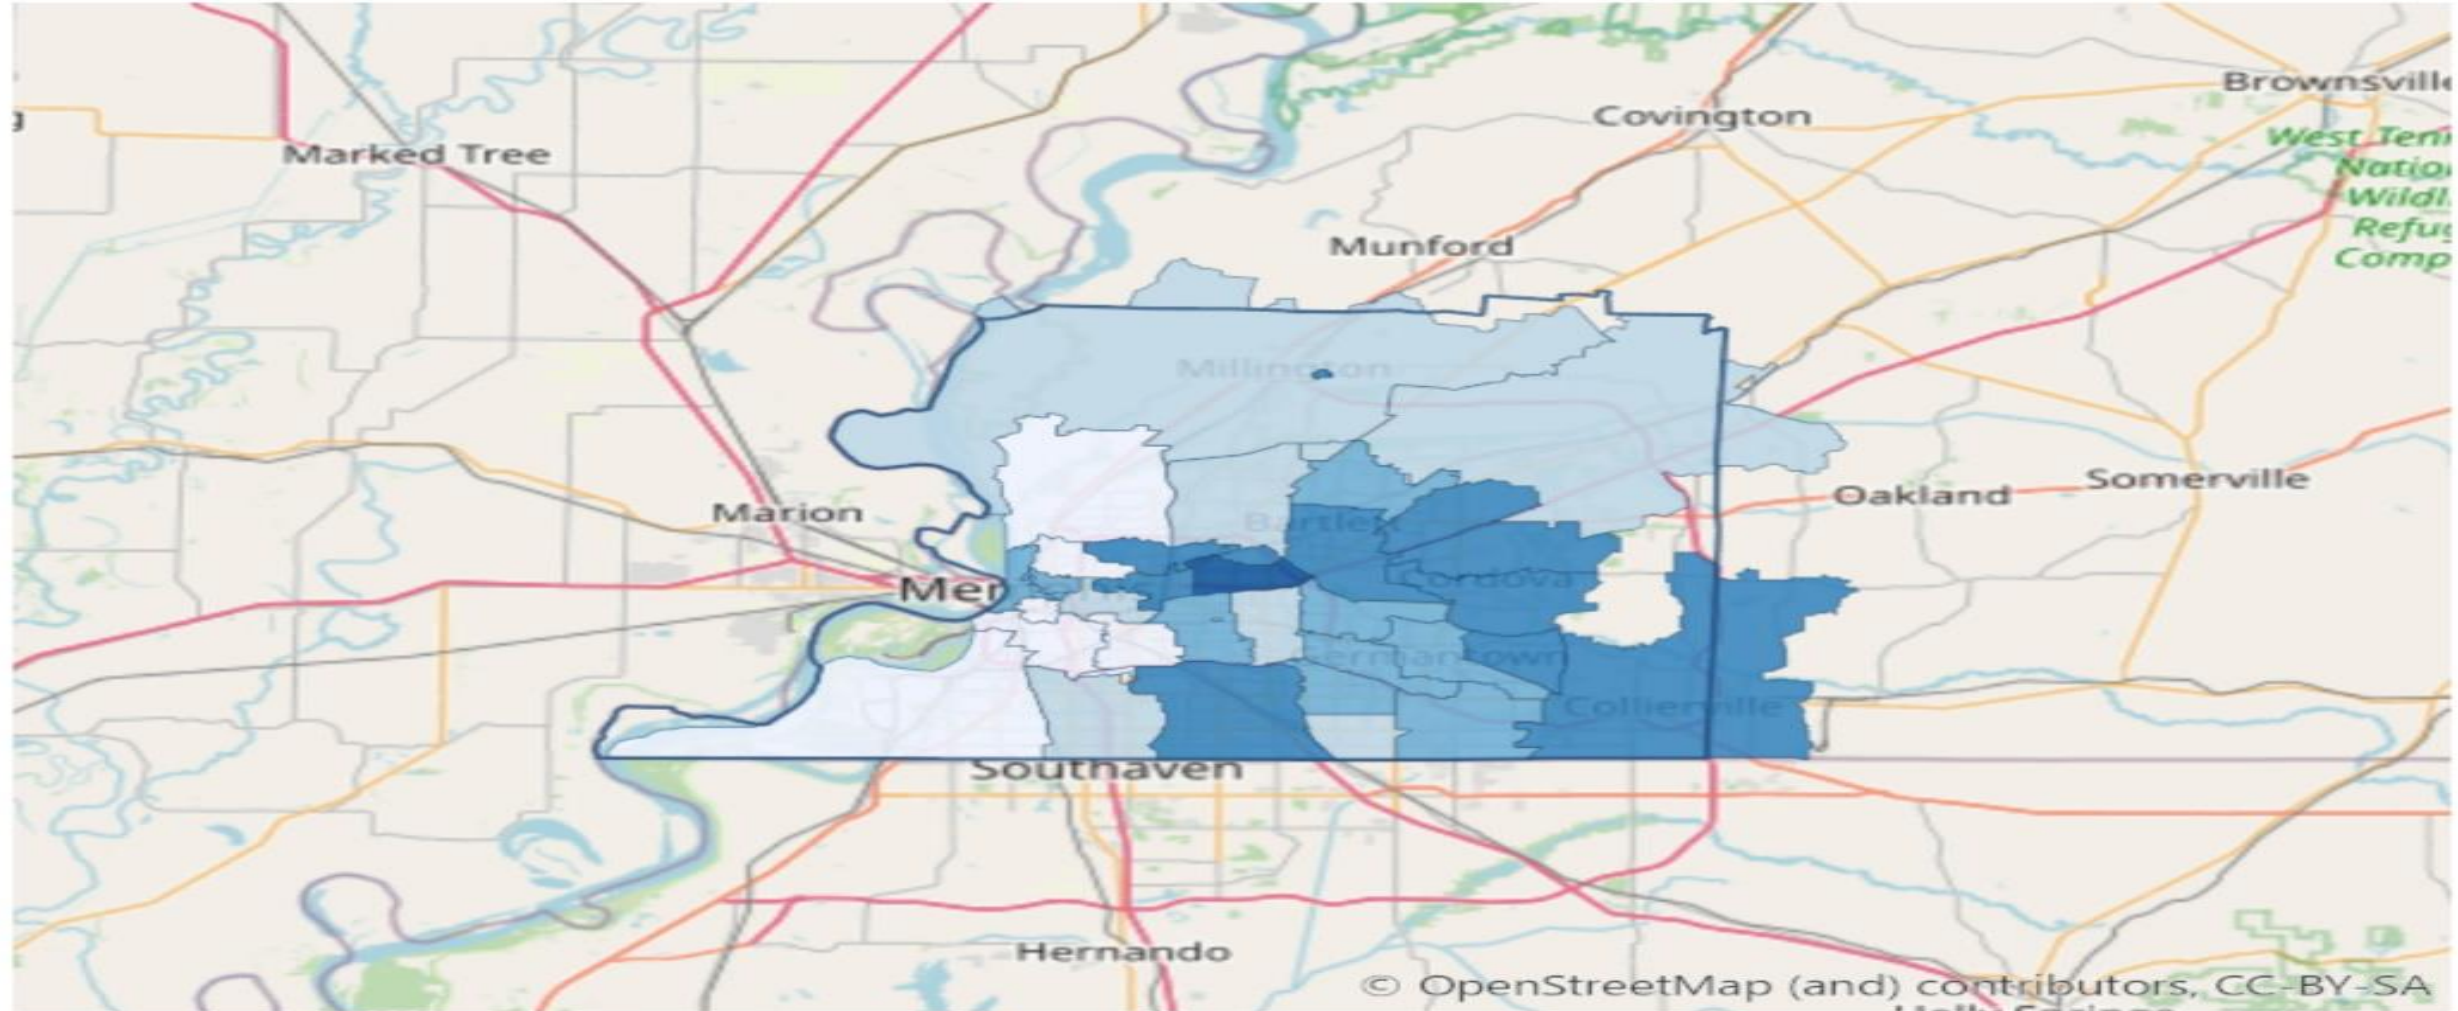 Brownsville
Covington
West Tenn
Natio
Wildl
Refug
Comp
Marked Tree
Munford
Millington
Oakland
Somerville
Marion
Bartlett
Cordova
Mer
Germantown
Collierville
Southaven
Hernando
© OpenStreetMap (and) contributors, CC-BY-SA